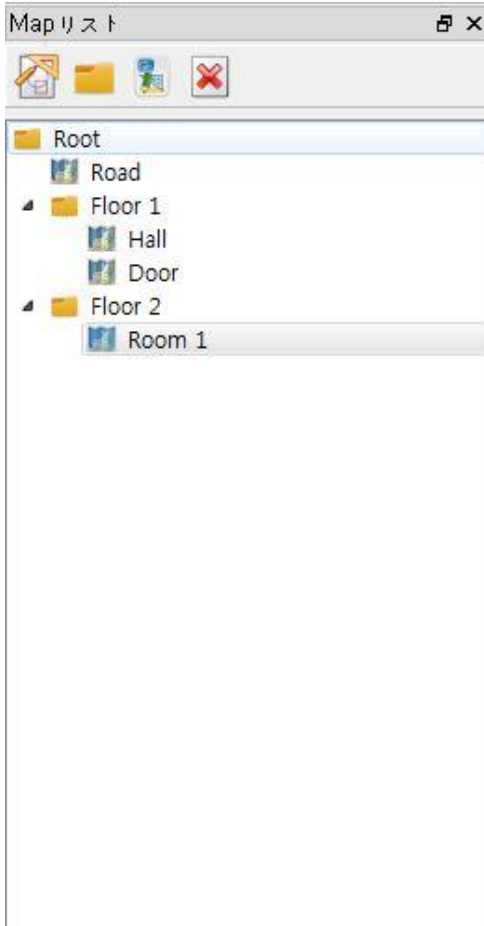 Mapリスト
Root
Road
Floor 1
Hall
Door
Floor 2
Room 1